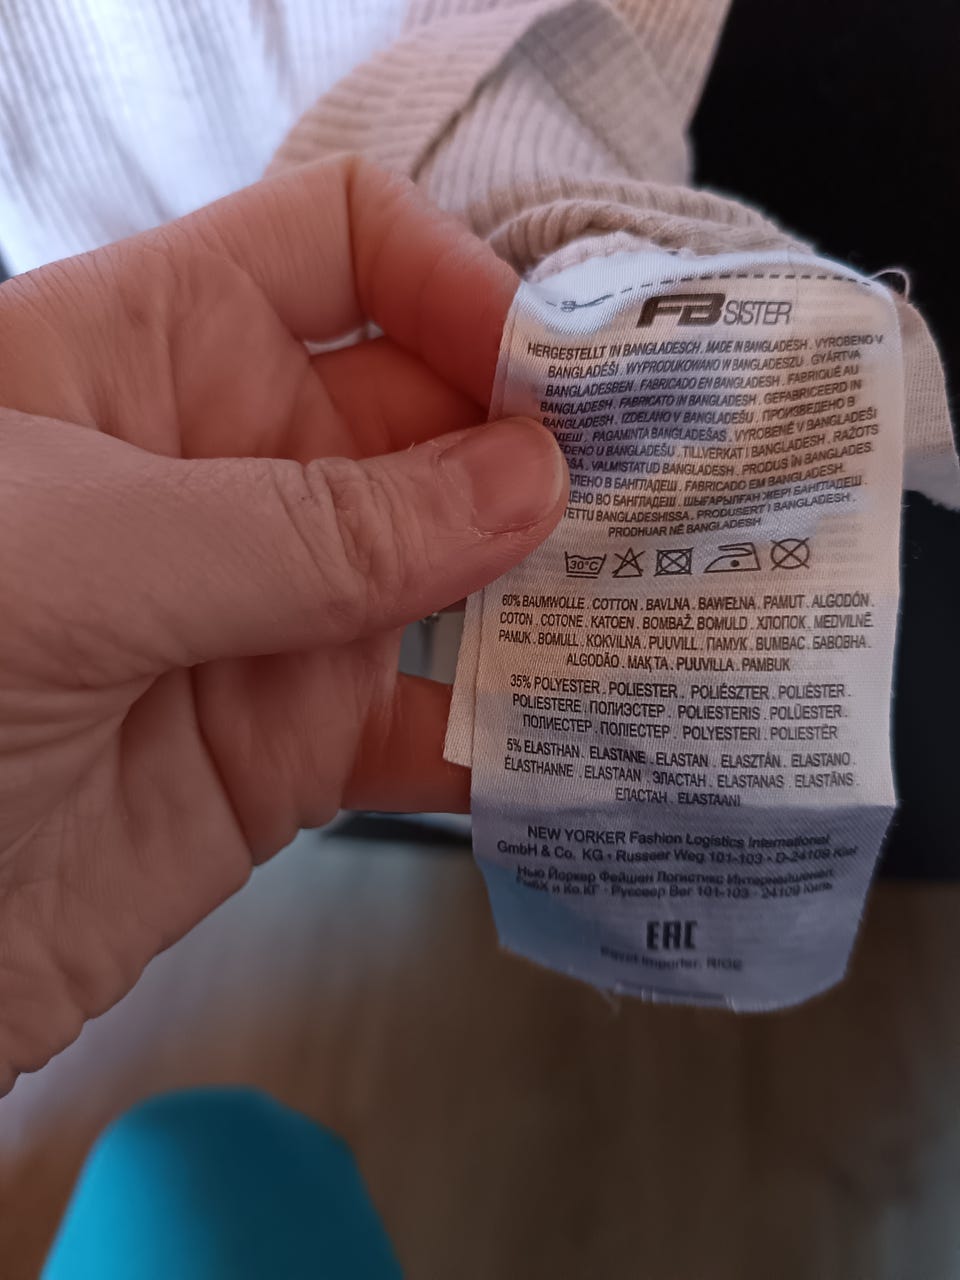 FB SISTER
HERGESTELLT IN BANGLADESCH . MADE IN BANGLADESH . VYROBENO V
BANGLADÉŠI . WYPRODUKOWANO W BANGLADESZU . GYÁRTVA
BANGLADESBEN . FABRICADO EN BANGLADESH . FABRIQUÉ AU
BANGLADESH . FABRICATO IN BANGLADESH . GEFABRICEERD IN
BANGLADESH . IZDELANO V BANGLADEŠU . ПРОИЗВЕДЕНО В
. PAGAMINTA BANGLADEŠAS . VYROBENÉ V BANGLADÉŠI
U BANGLADEŠU . TILLVERKAT I BANGLADESH . RAŽOTS
. VALMISTATUD BANGLADESH . PRODUS ÎN BANGLADES.
В БАНГЛАДЕШ . FABRICADO EM BANGLADESH.
ВО БАНГЛАДЕШ . ШЫҒАРЫЛҒАН ЖЕРІ БАНГЛАДЕШ .
BANGLADESHISSA . PRODUSERT I BANGLADESH .
PRODHUAR NË BANGLADESH
30°C
60% BAUMWOLLE . COTTON . BAVLNA . BAWEŁNA . PAMUT . ALGODÓN .
COTON . COTONE . KATOEN . BOMBAŽ . BOMULD . ХЛОПОК . MEDVILNĖ .
PAMUK . BOMULL . KOKVILNA . PUUVILL . ПАМУК . BUMBAC . БАВОВНА .
ALGODÃO . МАҚТА . PUUVILLA . PAMBUK
35% POLYESTER . POLIESTER . POLIÉSZTER . POLIÉSTER .
POLIESTERE . ПОЛИЭСТЕР . POLIESTERIS . POLÜESTER .
ПОЛИЕСТЕР . ПОЛІЕСТЕР . POLYESTERI . POLIESTËR
5% ELASTHAN . ELASTANE . ELASTAN . ELASZTÁN . ELASTANO .
ÉLASTHANNE . ELASTAAN . ЭЛАСТАН . ELASTANAS . ELASTĀNS .
ЕЛАСТАН . ELASTAANI
NEW YORKER Fashion Logistics International
GmbH & Co. KG • Russeer Weg 101-103 • D-24109 Kiel
Нью Йоркер Фейшен Логистикс Интернейшенел
ГмбХ и Ко.КГ • Руссеер Вег 101-103 • 24109 Киль
EAC